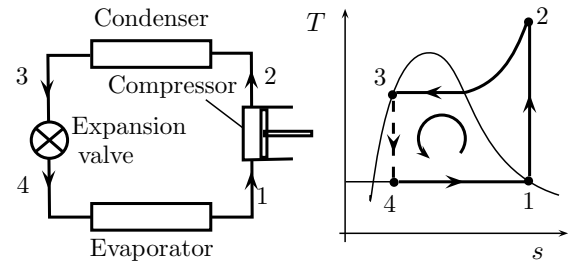 Condenser
3
2
Compressor
Expansion
valve
4
1
Evaporator
T
2
3
4
1
s